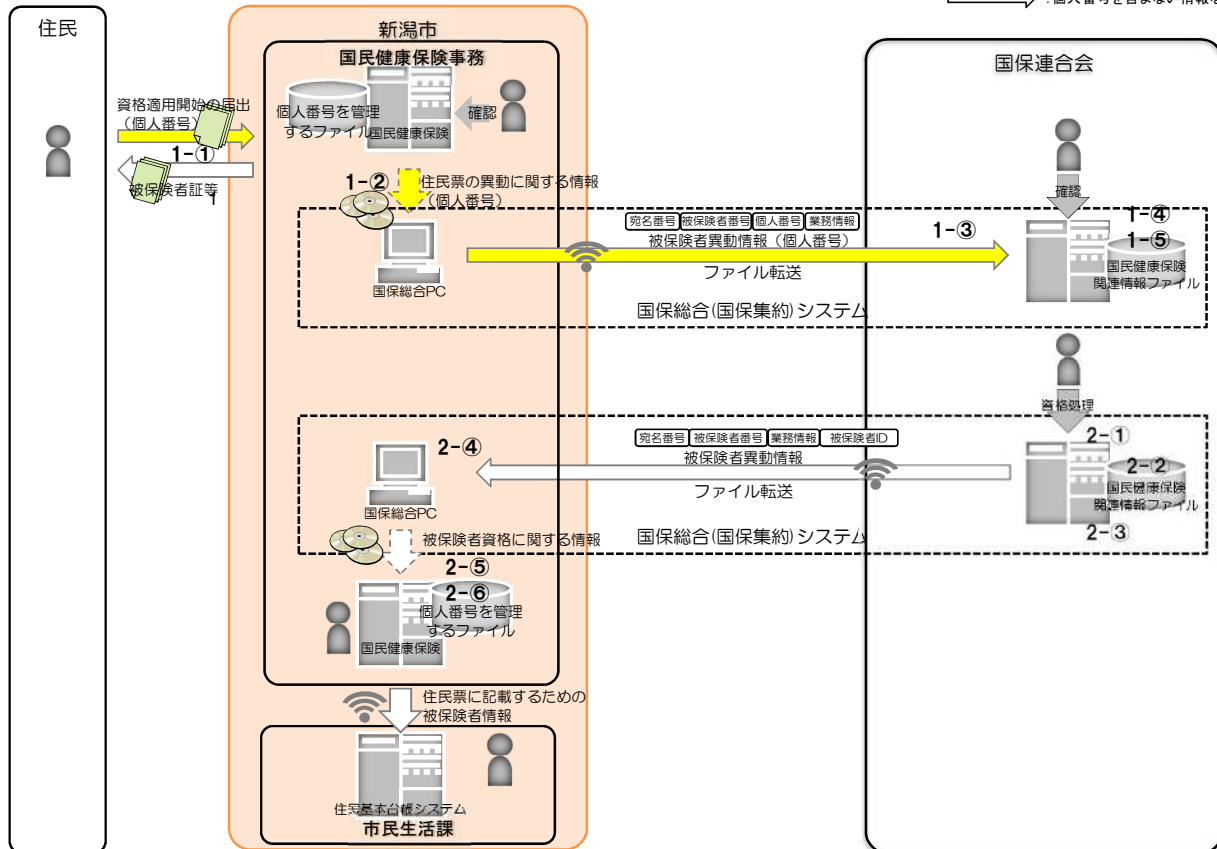 ：個人番号を含まない情報
住民
新潟市
国民健康保険事務
国保連合会
個人番号を管理
するファイル
国民健康保険
確認
資格適用開始の届出
（個人番号）
1-①
被保険者証等
1
1-②
住民票の異動に関する情報
（個人番号）
確認
宛名番号 被保険者番号 個人番号 業務情報
被保険者異動情報（個人番号）
1-③
ファイル転送
1-④
1-⑤
国民健康保険
関連情報ファイル
国保総合PC
国保総合(国保集約)システム
資格処理
宛名番号 被保険者番号 業務情報 被保険者ID
被保険者異動情報
ファイル転送
2-①
2-②
国民健康保険
関連情報ファイル
2-③
2-④
国保総合PC
被保険者資格に関する情報
国保総合(国保集約)システム
2-⑤
2-⑥
個人番号を管理
するファイル
国民健康保険
住民票に記載するための
被保険者情報
住民基本台帳システム
市民生活課